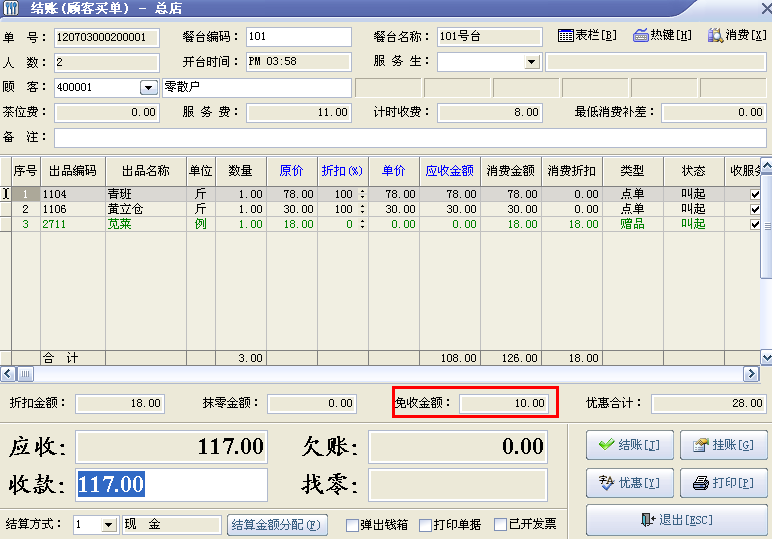 结账(顾客买单) - 总店
单 号： 120703000200001 餐台编码： 101 餐台名称： 101号台 表栏[B] 热键[H] 消费[X]
人 数： 2 开台时间： PM 03:58 服 务 生：
顾 客： 400001 零散户
茶位费： 0.00 服 务 费： 11.00 计时收费： 8.00 最低消费补差： 0.00
备 注：
序号 出品编码 出品名称 单位 数量 原价 折扣(%) 单价 应收金额 消费金额 消费折扣 类型 状态 收服务
1 1104 青班 斤 1.00 78.00 100 78.00 78.00 78.00 0.00 点单 叫起
2 1106 黄立仓 斤 1.00 30.00 100 30.00 30.00 30.00 0.00 点单 叫起
3 2711 苋菜 例 1.00 18.00 0 0.00 0.00 18.00 18.00 赠品 叫起
合 计 3.00 108.00 126.00 18.00
折扣金额： 18.00 抹零金额： 0.00 免收金额： 10.00 优惠合计： 28.00
应收: 117.00 欠账: 0.00 结账[J] 挂账[G]
收款: 117.00 找零: 优惠[Y] 打印[P]
结算方式： 1 现 金 结算金额分配(F) 弹出钱箱 打印单据 已开发票 退出[ESC]